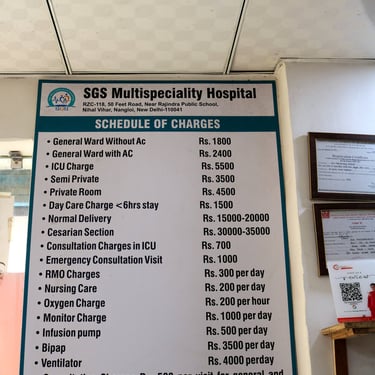 SGS Multispeciality Hospital
RZC-118, 50 Feet Road, Near Rajindra Public School,
Nihal Vihar, Nangloi, New Delhi-110041
SCHEDULE OF CHARGES
• General Ward Without Ac Rs. 1800
• General Ward with AC Rs. 2400
• ICU Charge Rs. 5500
• Semi Private Rs. 3500
• Private Room Rs. 4500
• Day Care Charge <6hrs stay Rs. 1500
• Normal Delivery Rs. 15000-20000
• Cesarian Section Rs. 30000-35000
• Consultation Charges in ICU Rs. 700
• Emergency Consultation Visit Rs. 1000
• RMO Charges Rs. 300 per day
• Nursing Care Rs. 200 per day
• Oxygen Charge Rs. 200 per hour
• Monitor Charge Rs. 1000 per day
• Infusion pump Rs. 500 per day
• Bipap Rs. 3500 per day
• Ventilator Rs. 4000 perday